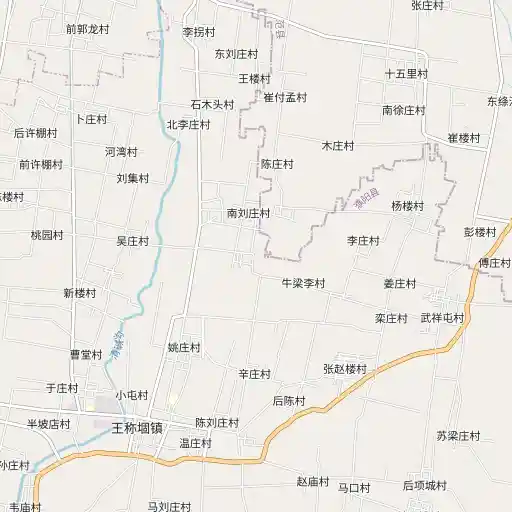 张庄村
前郭龙村
李拐村
范县
东刘庄村
王楼村
十五里村
崔付孟村
石木头村
南徐庄村
卜庄村
北李庄村
后许棚村
崔楼村
木庄村
河湾村
前许棚村
陈庄村
刘集村
濮阳县
杨楼村
南刘庄村
桃园村
吴庄村
李庄村
彭楼村
傅庄村
牛梁李村
姜庄村
新楼村
武祥屯村
栾庄村
姚庄村
曹堂村
辛庄村
张赵楼村
于庄村
小屯村
后陈村
半坡店村
王称堌镇
陈刘庄村
温庄村
苏梁庄村
孙庄村
赵庙村
马口村
后项城村
韦庙村
马刘庄村